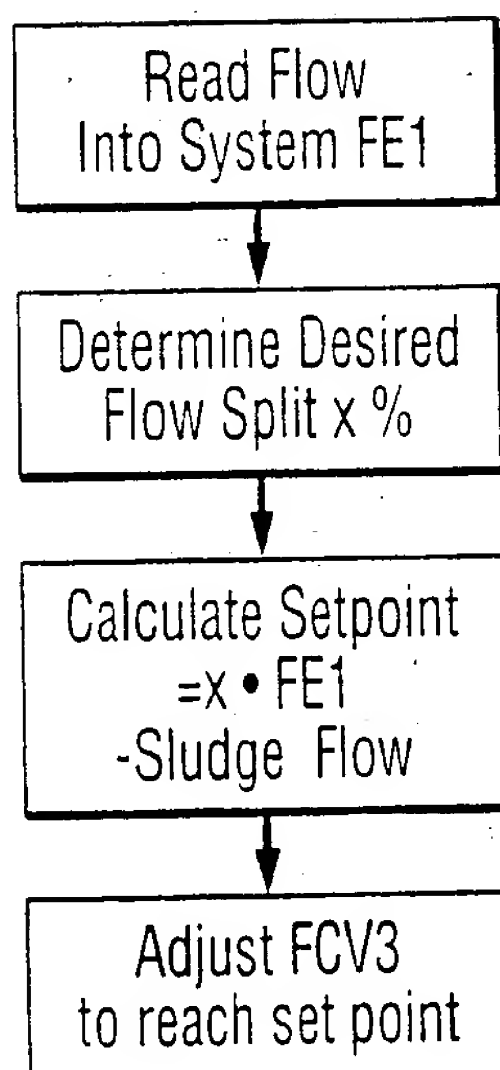 Read Flow
Into System FE1
Determine Desired
Flow Split x %
Calculate Setpoint
=x • FE1
-Sludge Flow
Adjust FCV3
to reach set point